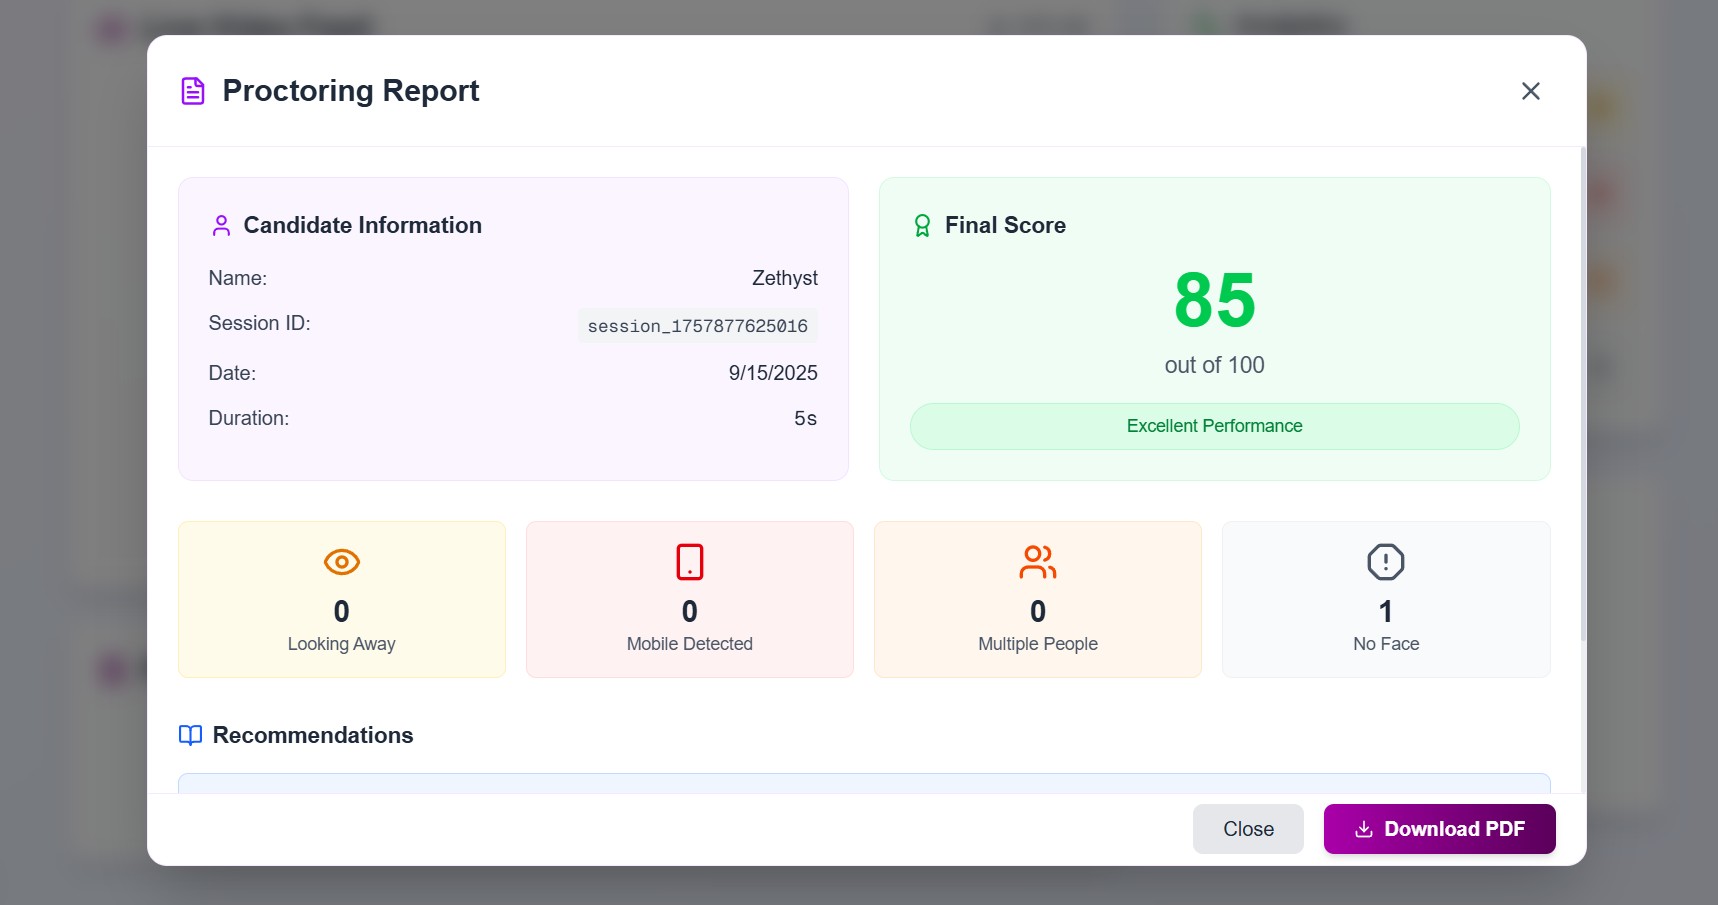 Proctoring Report
Candidate Information
Name: Zethyst
Session ID: session_1757877625016
Date: 9/15/2025
Duration: 5s
Final Score
85
out of 100
Excellent Performance
0
Looking Away
0
Mobile Detected
0
Multiple People
1
No Face
Recommendations
Close
Download PDF